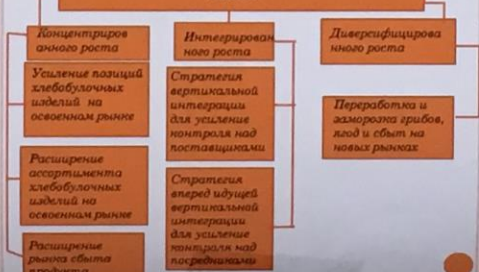 Концентриров
анного роста
Усиление позиций
хлебобулочных
изделий на
освоенном рынке
Расширение
ассортимента
хлебобулочных
изделий на
освоенном рынке
Расширение
рынка сбыта
продукта
Интегрирован
ного роста
Стратегия
вертикальной
интеграции
для усиление
контроля над
поставщиками
Стратегия
вперед идущей
вертикальной
интеграции
для усиление
контроля над
посредниками
Диверсифицирова
нного роста
Переработка и
заморозка грибов,
ягод и сбыт на
новых рынках